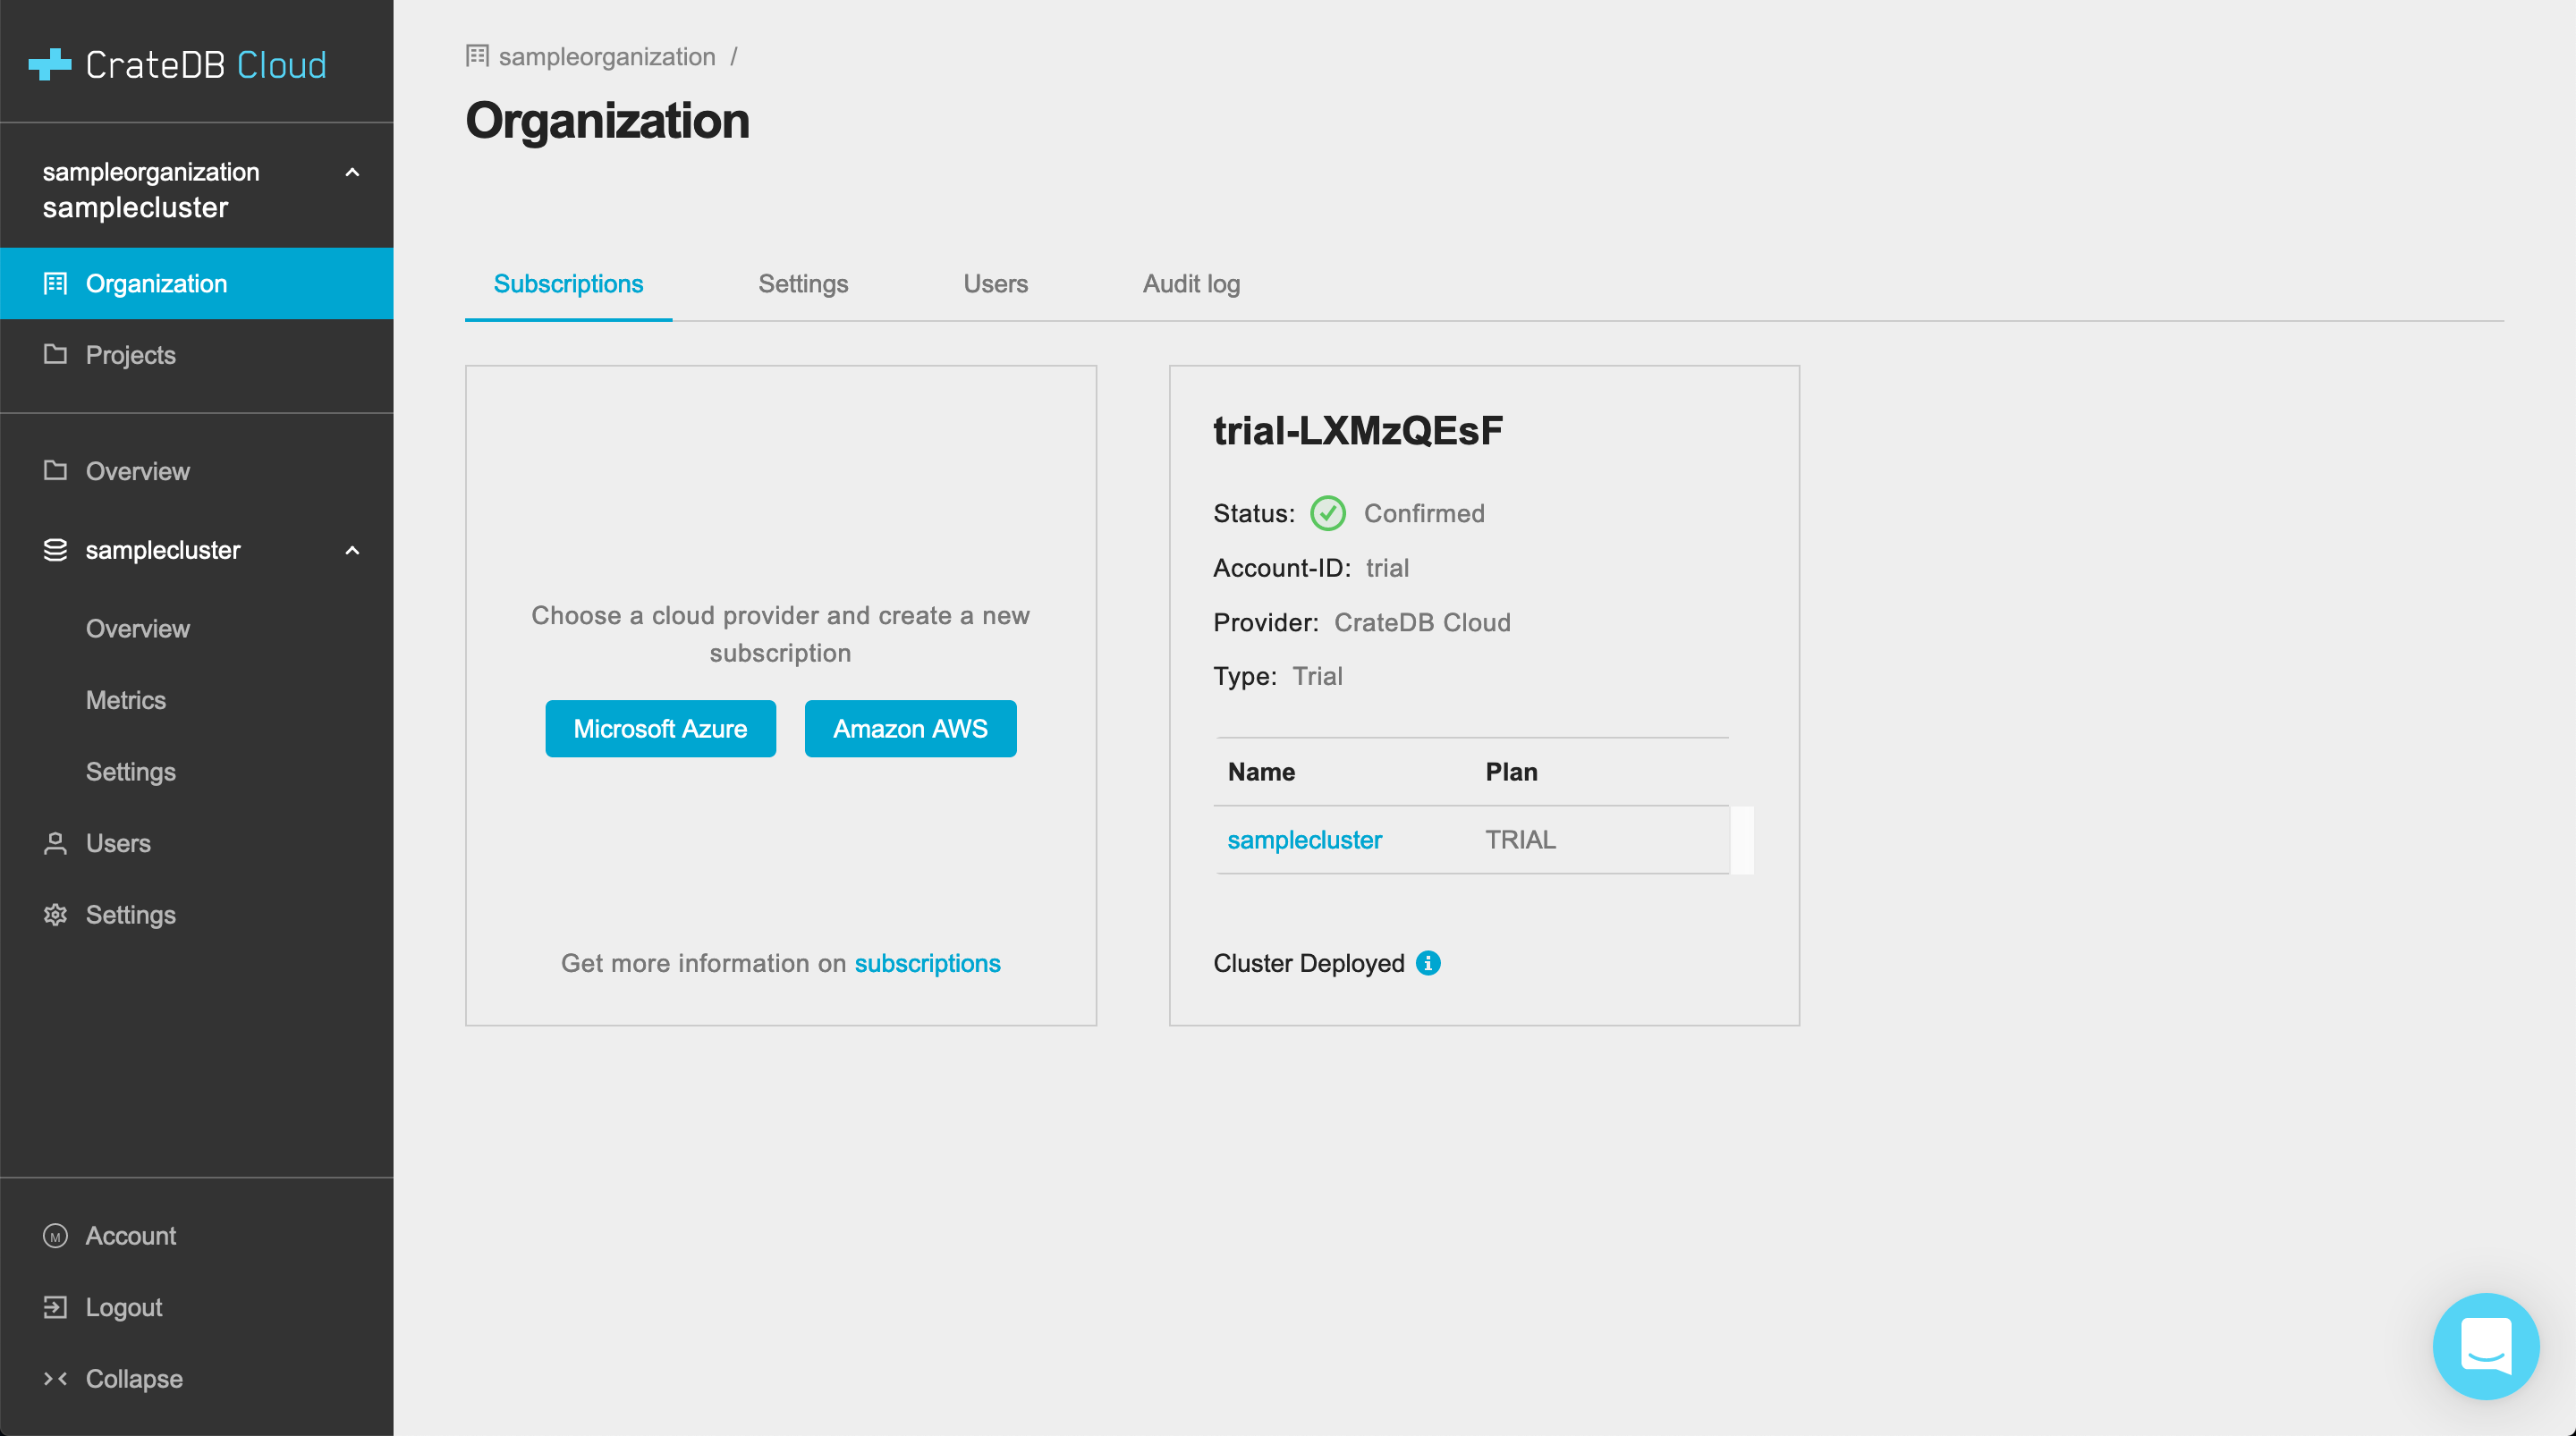 CrateDB Cloud
sampleorganization
samplecluster
Organization
Projects
Overview
samplecluster
Overview
Metrics
Settings
Users
Settings
M Account
Logout
Collapse
sampleorganization /
Organization
Subscriptions Settings Users Audit log
Choose a cloud provider and create a new
subscription
Microsoft Azure Amazon AWS
Get more information on subscriptions
trial-LXMzQEsF
Status: Confirmed
Account-ID: trial
Provider: CrateDB Cloud
Type: Trial
Name Plan
samplecluster TRIAL
Cluster Deployed i